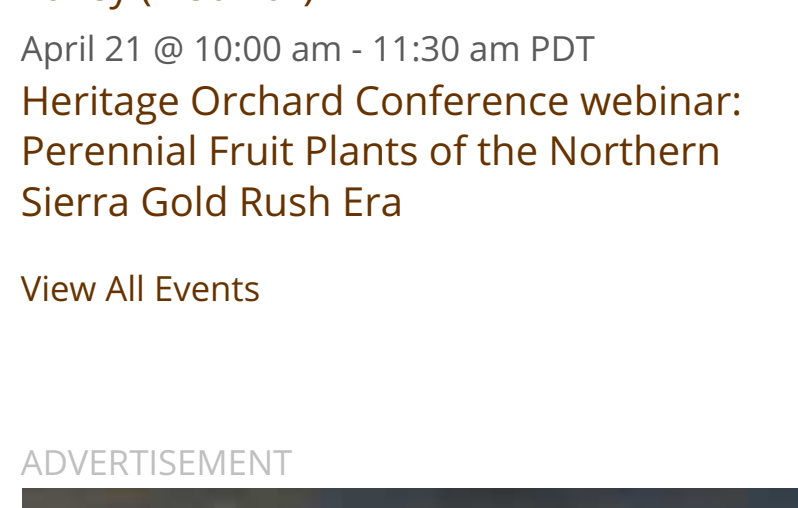 April 21 @ 10:00 am - 11:30 am PDT
Heritage Orchard Conference webinar:
Perennial Fruit Plants of the Northern
Sierra Gold Rush Era
View All Events
ADVERTISEMENT